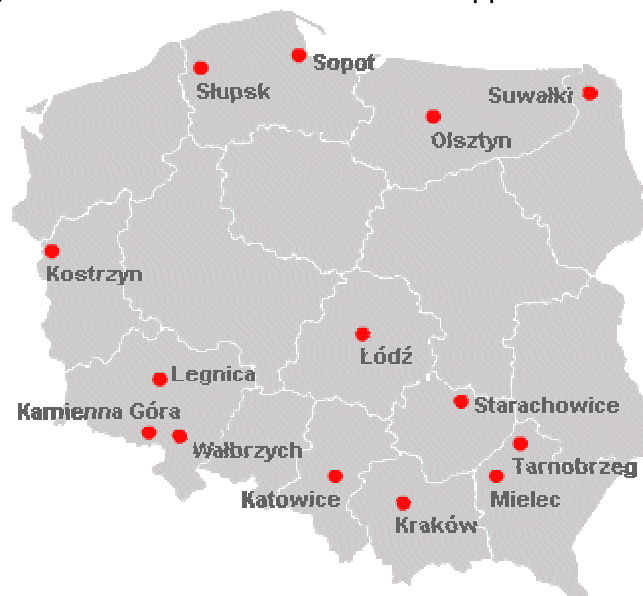 Sopot
Słupsk
Suwałki
Olsztyn
Kostrzyn
Łódź
Legnica
Kamienna Góra
Starachowice
Wałbrzych
Tarnobrzeg
Katowice
Mielec
Kraków